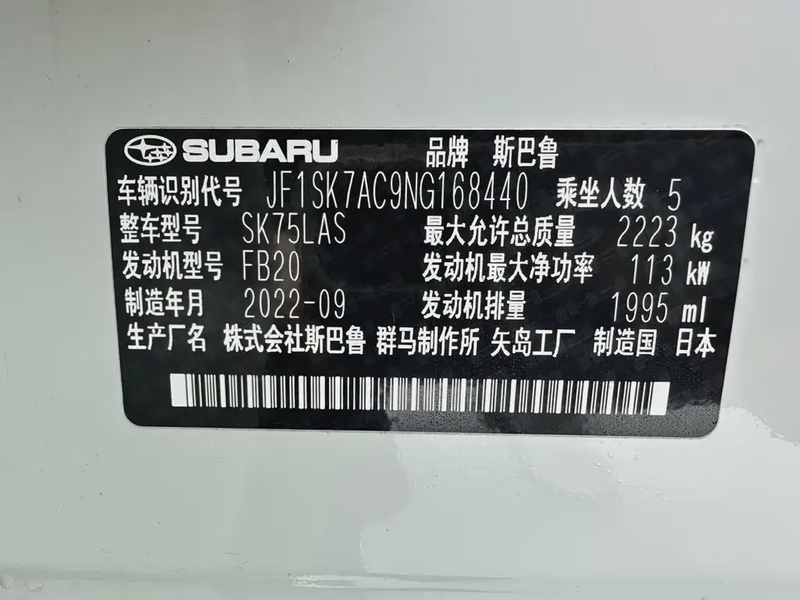 SUBARU 品牌 斯巴鲁
车辆识别代号 JF1SK7AC9NG168440 乘坐人数 5
整车型号 SK75LAS 最大允许总质量 2223 kg
发动机型号 FB20 发动机最大净功率 113 kW
制造年月 2022-09 发动机排量 1995 ml
生产厂名 株式会社斯巴鲁 群马制作所 矢岛工厂 制造国 日本